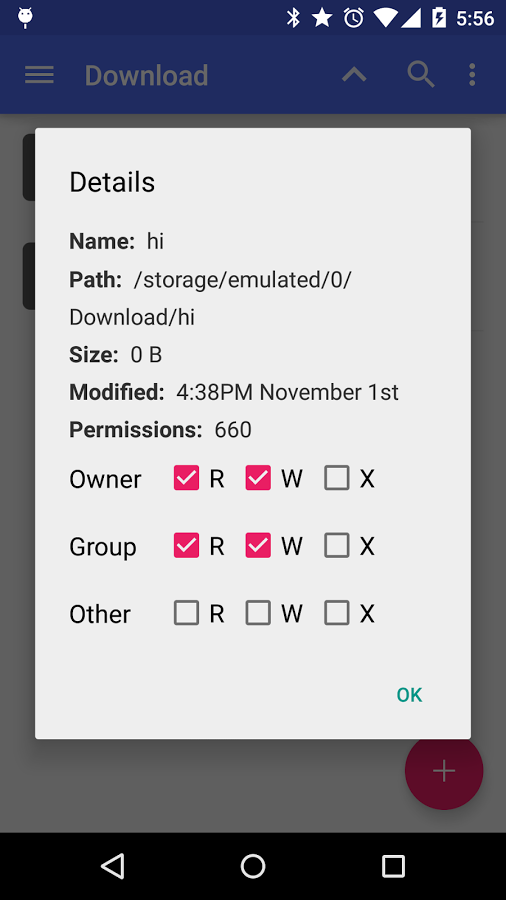 5:56
Download
Details
Name: hi
Path: /storage/emulated/0/
Download/hi
Size: 0 B
Modified: 4:38PM November 1st
Permissions: 660
Owner R W X
Group R W X
Other R W X
OK